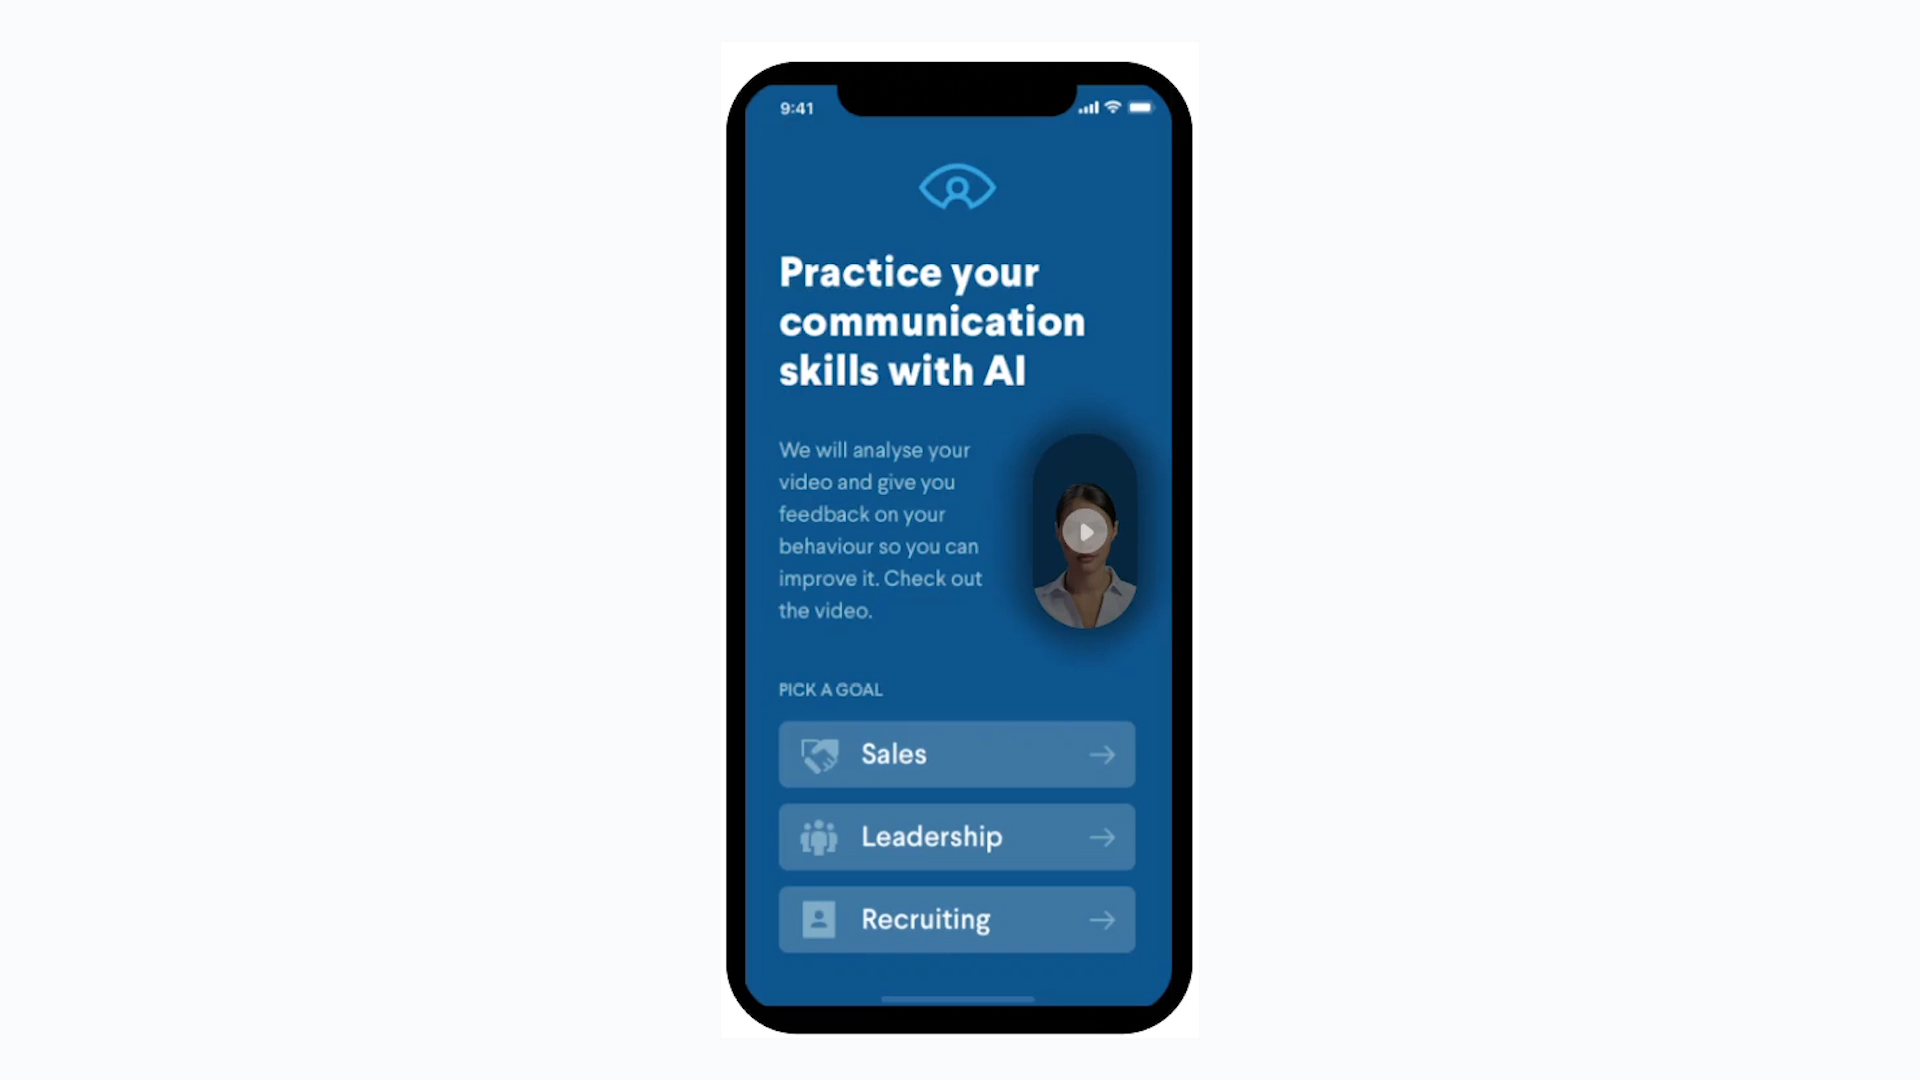 9:41
Practice your
communication
skills with AI
We will analyse your
video and give you
feedback on your
behaviour so you can
improve it. Check out
the video.
PICK A GOAL
Sales
Leadership
Recruiting